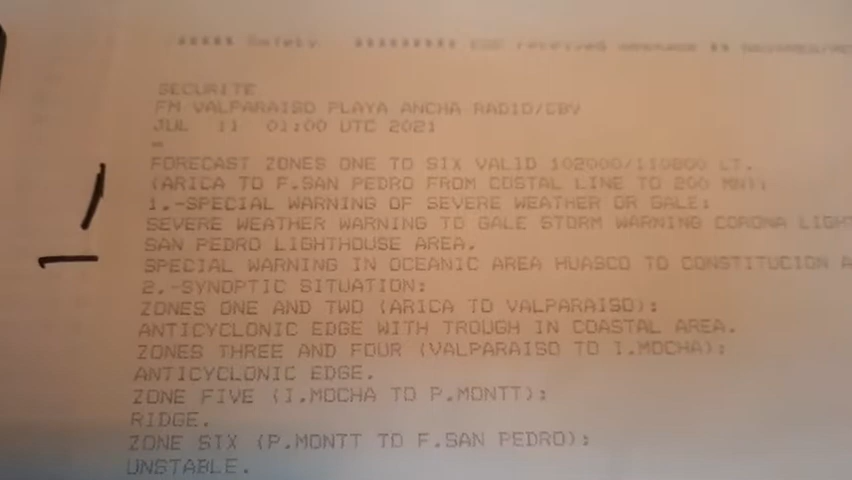 ***** Safety ********* EGC received message
SECURITE
FM VALPARAISO PLAYA ANCHA RADIO/CBV
JUL 11 01:00 UTC 2021
-
FORECAST ZONES ONE TO SIX VALID 102000/110800 LT.
(ARICA TO F.SAN PEDRO FROM COSTAL LINE TO 200 MN);
1.-SPECIAL WARNING OF SEVERE WEATHER OR GALE:
SEVERE WEATHER WARNING TO GALE STORM WARNING CORONA LIGHT
SAN PEDRO LIGHTHOUSE AREA.
SPECIAL WARNING IN OCEANIC AREA HUASCO TO CONSTITUCION A
2.-SYNOPTIC SITUATION:
ZONES ONE AND TWO (ARICA TO VALPARAISO):
ANTICYCLONIC EDGE WITH TROUGH IN COASTAL AREA.
ZONES THREE AND FOUR (VALPARAISO TO I.MOCHA):
ANTICYCLONIC EDGE.
ZONE FIVE (I.MOCHA TO P.MONTT):
RIDGE.
ZONE SIX (P.MONTT TO F.SAN PEDRO):
UNSTABLE.